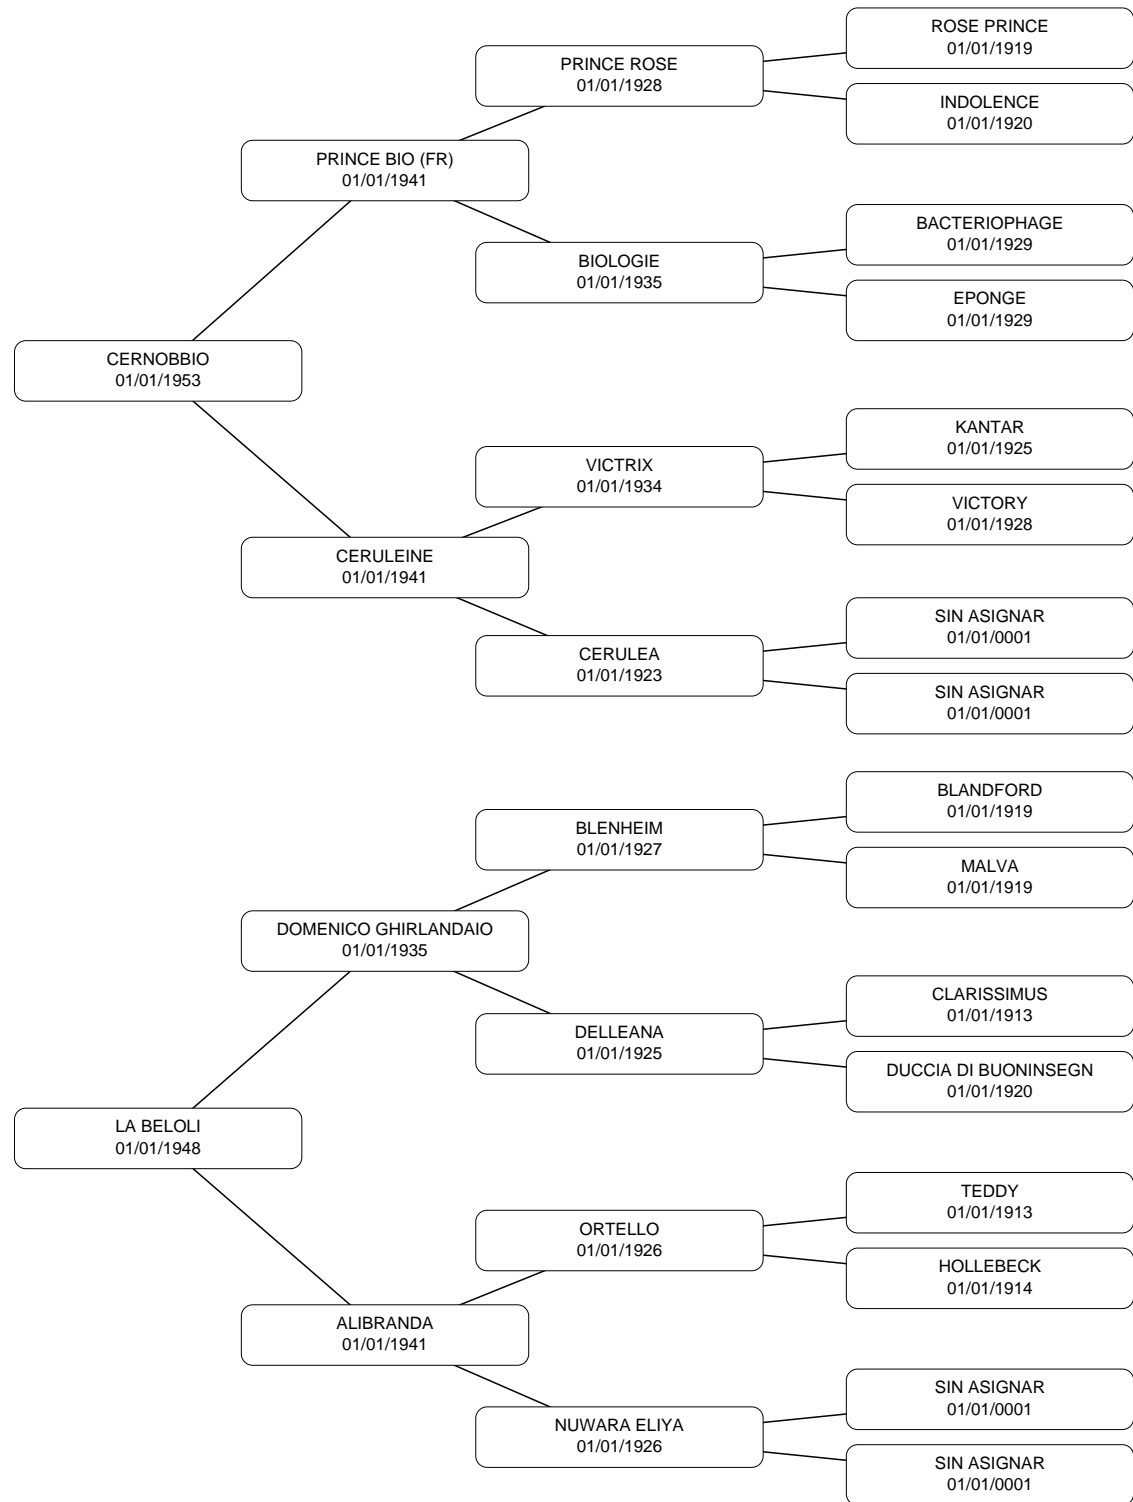 ROSE PRINCE
01/01/1919
PRINCE ROSE
01/01/1928
INDOLENCE
01/01/1920
PRINCE BIO (FR)
01/01/1941
BACTERIOPHAGE
01/01/1929
BIOLOGIE
01/01/1935
EPONGE
01/01/1929
CERNOBBIO
01/01/1953
KANTAR
01/01/1925
VICTRIX
01/01/1934
VICTORY
01/01/1928
CERULEINE
01/01/1941
SIN ASIGNAR
01/01/0001
CERULEA
01/01/1923
SIN ASIGNAR
01/01/0001
BLANDFORD
01/01/1919
BLENHEIM
01/01/1927
MALVA
01/01/1919
DOMENICO GHIRLANDAIO
01/01/1935
CLARISSIMUS
01/01/1913
DELLEANA
01/01/1925
DUCCIA DI BUONINSEGN
01/01/1920
LA BELOLI
01/01/1948
TEDDY
01/01/1913
ORTELLO
01/01/1926
HOLLEBECK
01/01/1914
ALIBRANDA
01/01/1941
SIN ASIGNAR
01/01/0001
NUWARA ELIYA
01/01/1926
SIN ASIGNAR
01/01/0001